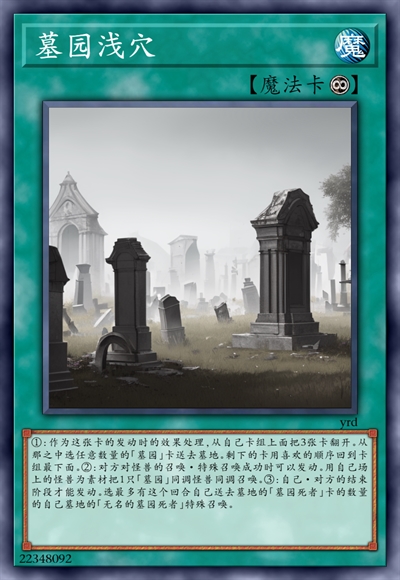 墓园浅穴
魔
【魔法卡】
yrd
①:作为这张卡的发动时的效果处理,从自己卡组上面把3张卡翻开。从
那之中选任意数量的「墓园」卡送去墓地。剩下的卡用喜欢的顺序回到卡
组最下面。②:对方对怪兽的召唤·特殊召唤成功时可以发动。用自己场
上的怪兽为素材把1只「墓园」同调怪兽同调召唤。③:自己·对方的结束
阶段才能发动。选最多有这个回合自己送去墓地的「墓园死者」卡的数量
的自己墓地的「无名的墓园死者」特殊召唤。
22348092